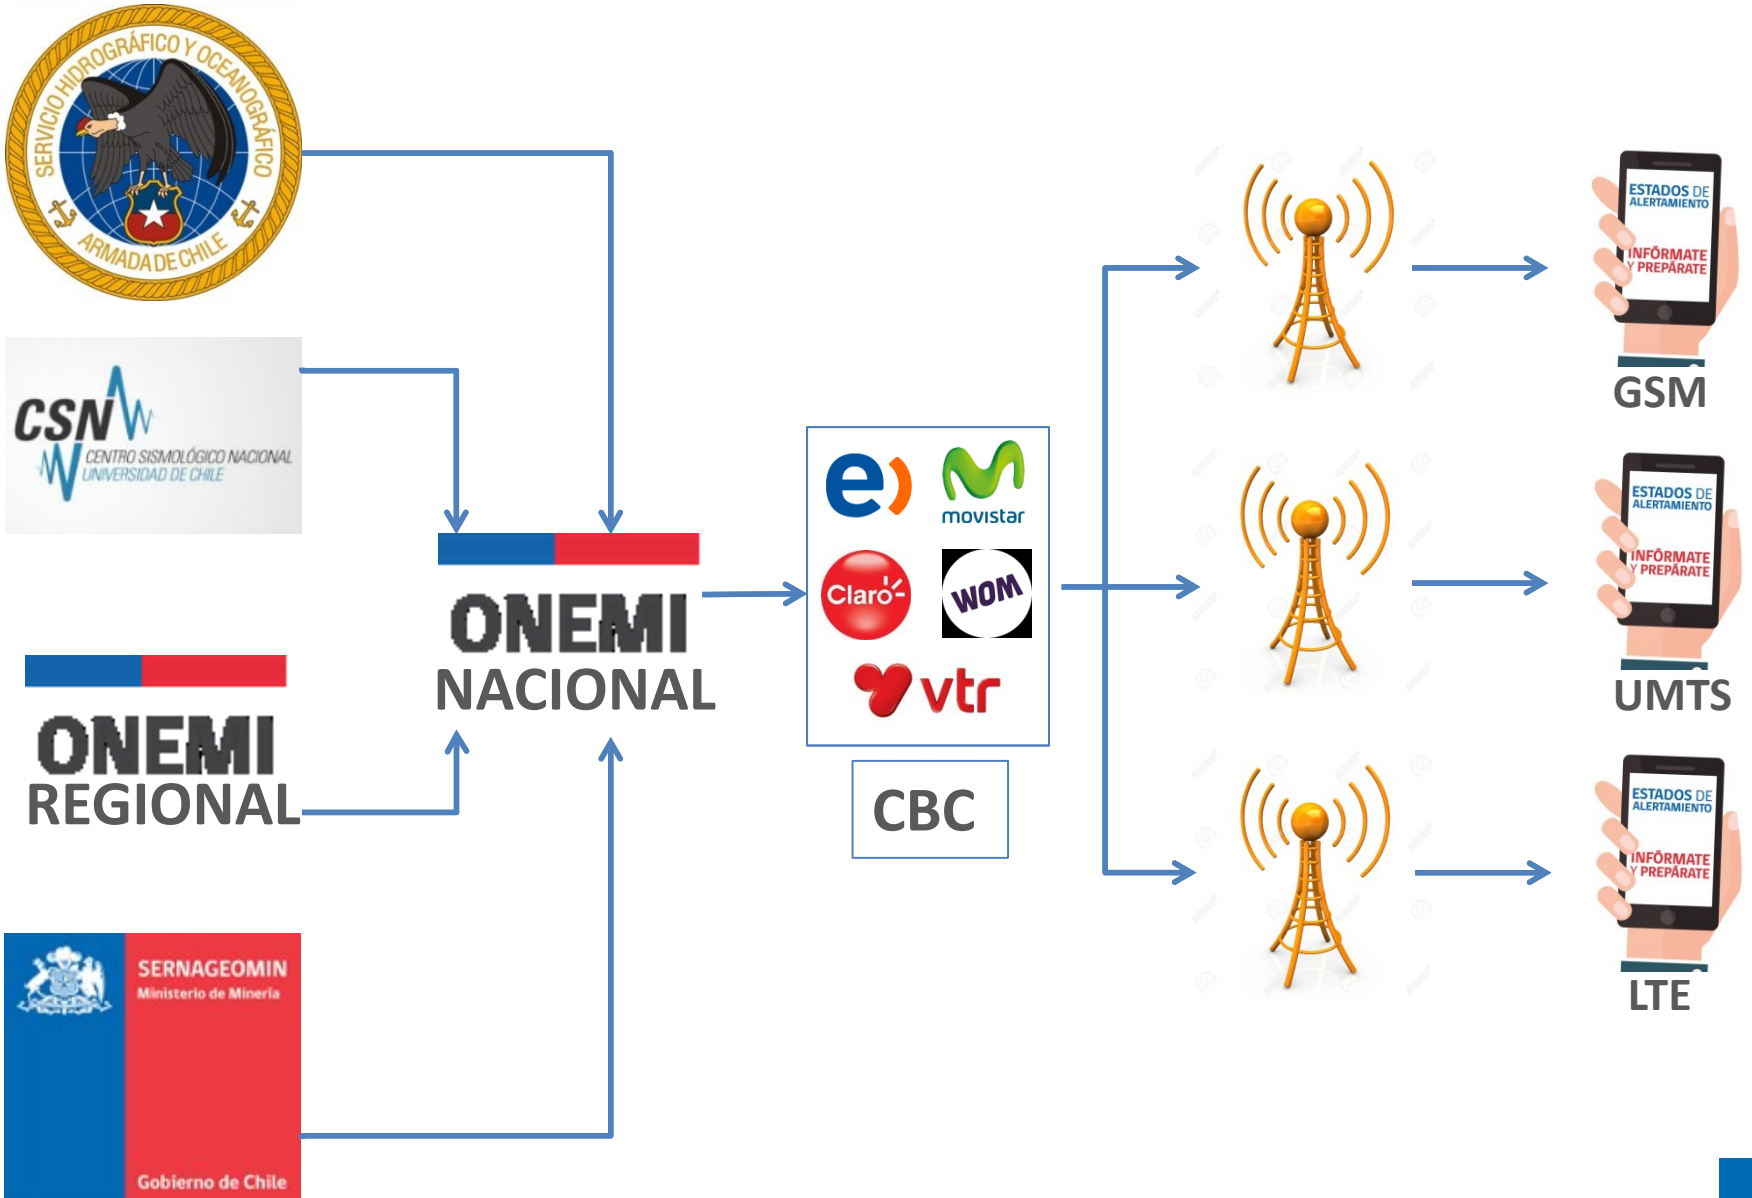 SERVICIO HIDROGRÁFICO Y OCEANOGRÁFICO
ARMADA DE CHILE
CSN
CENTRO SISMOLÓGICO NACIONAL
UNIVERSIDAD DE CHILE
ONEMI
REGIONAL
SERNAGEOMIN
Ministerio de Minería
Gobierno de Chile
ONEMI
NACIONAL
e)
movistar
Claro
WOM
vtr
CBC
ESTADOS DE
ALERTAMIENTO
INFÓRMATE
Y PREPÁRATE
GSM
ESTADOS DE
ALERTAMIENTO
INFÓRMATE
Y PREPÁRATE
UMTS
ESTADOS DE
ALERTAMIENTO
INFÓRMATE
Y PREPÁRATE
LTE